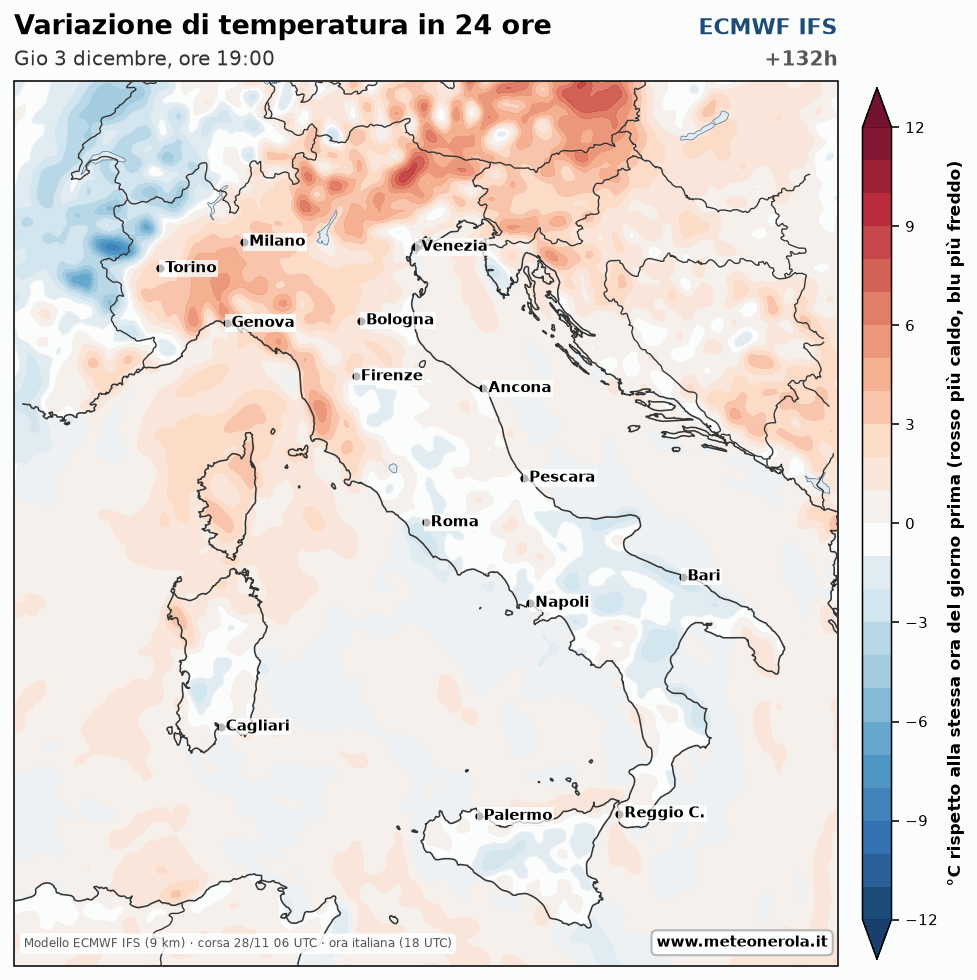 Variazione di temperatura in 24 ore
ECMWF IFS
Gio 3 dicembre, ore 19:00
+132h
Milano
Venezia
Torino
Genova
Bologna
Firenze
Ancona
Pescara
Roma
Bari
Napoli
Cagliari
Palermo
Reggio C.
12
9
6
3
0
−3
−6
−9
−12
°C rispetto alla stessa ora del giorno prima (rosso più caldo, blu più freddo)
Modello ECMWF IFS (9 km) · corsa 28/11 06 UTC · ora italiana (18 UTC)
www.meteonerola.it